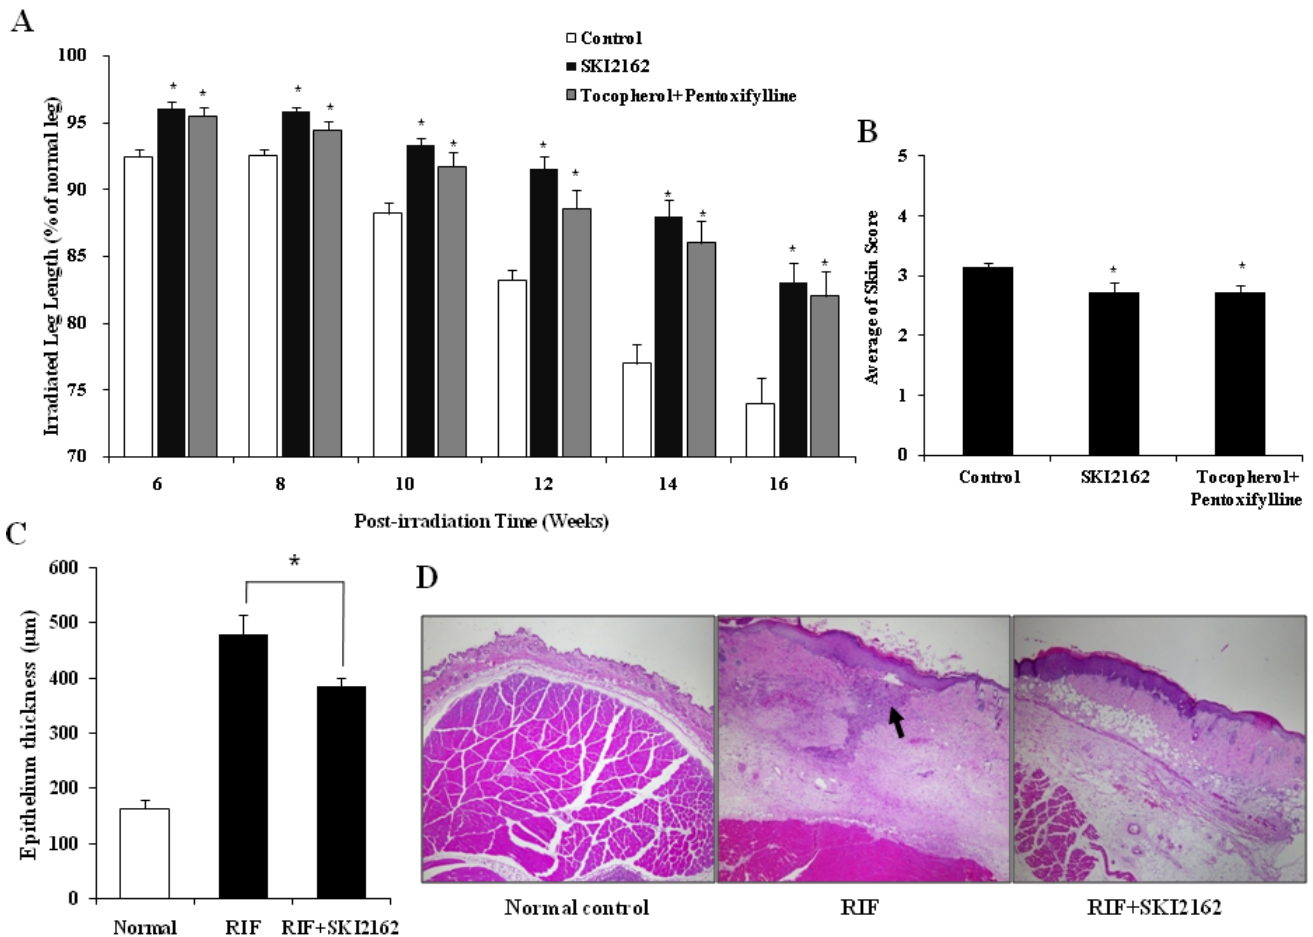 A
Control
SKI2162
Tocopherol+Pentoxifylline
Irradiated Leg Length (% of normal leg)
100
95
90
85
80
75
70
* * * * * * * * * * * *
6 8 10 12 14 16
Post-irradiation Time (Weeks)
B
Average of Skin Score
5
4
3
2
1
0
* *
Control SKI2162 Tocopherol+
Pentoxifylline
C
Epithelium thickness (µm)
600
500
400
300
200
100
0
*
Normal RIF RIF+SKI2162
D
Normal control RIF RIF+SKI2162